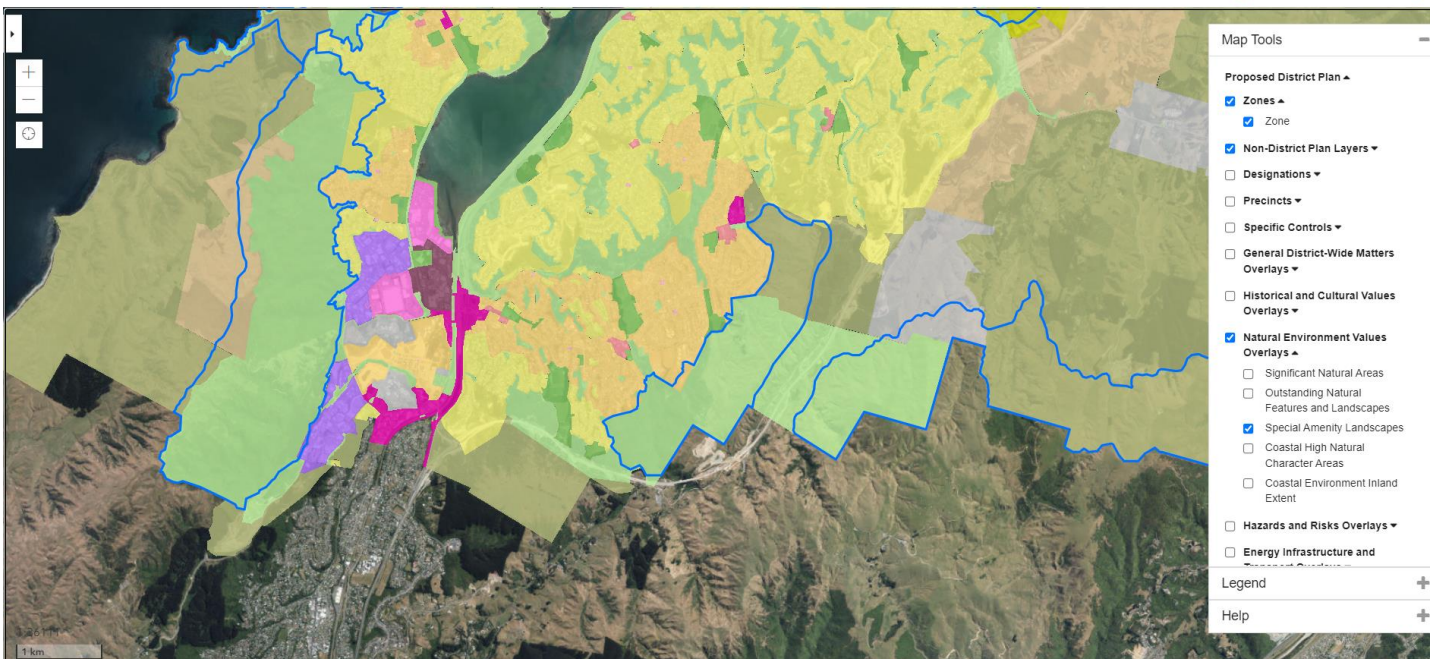 Map Tools
Proposed District Plan
Zones
Zone
Non-District Plan Layers
Designations
Precincts
Specific Controls
General District-Wide Matters
Overlays
Historical and Cultural Values
Overlays
Natural Environment Values
Overlays
Significant Natural Areas
Outstanding Natural
Features and Landscapes
Special Amenity Landscapes
Coastal High Natural
Character Areas
Coastal Environment Inland
Extent
Hazards and Risks Overlays
Energy Infrastructure and
Transport Overlays
Legend
Help
1 km